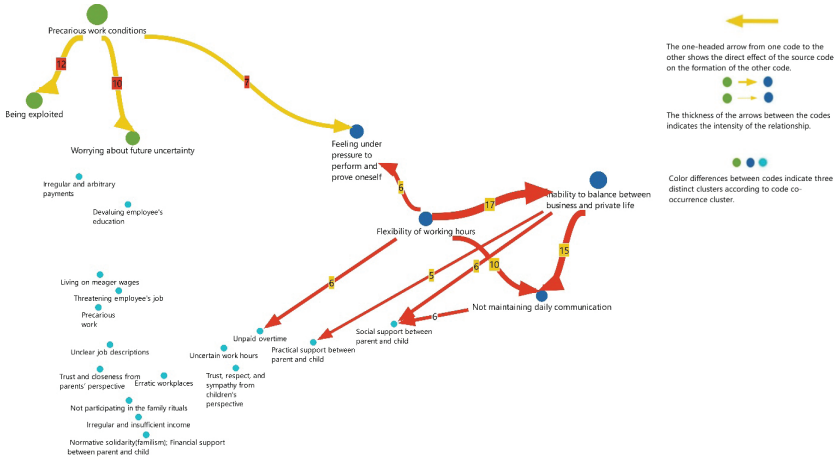 Precarious work conditions
12
10
7
Being exploited
Worrying about future uncertainty
Feeling under
pressure to
perform and
prove oneself
Irregular and arbitrary
payments
Devaluing employee's
education
6
17
Inability to balance between
business and private life
Flexibility of working hours
15
10
6
5
6
Living on meager wages
Threatening employee's job
Precarious
work
Not maintaining daily communication
6
Unpaid overtime
Social support between
parent and child
Practical support between
parent and child
Unclear job descriptions
Uncertain work hours
Trust and closeness from
parents' perspective
Erratic workplaces
Trust, respect, and
sympathy from
children's
perspective
Not participating in the family rituals
Irregular and insufficient income
Normative solidarity(familism); Financial support
between parent and child
The one-headed arrow from one code to the
other shows the direct effect of the source code
on the formation of the other code.
The thickness of the arrows between the codes
indicates the intensity of the relationship.
Color differences between codes indicate three
distinct clusters according to code co-
occurrence cluster.